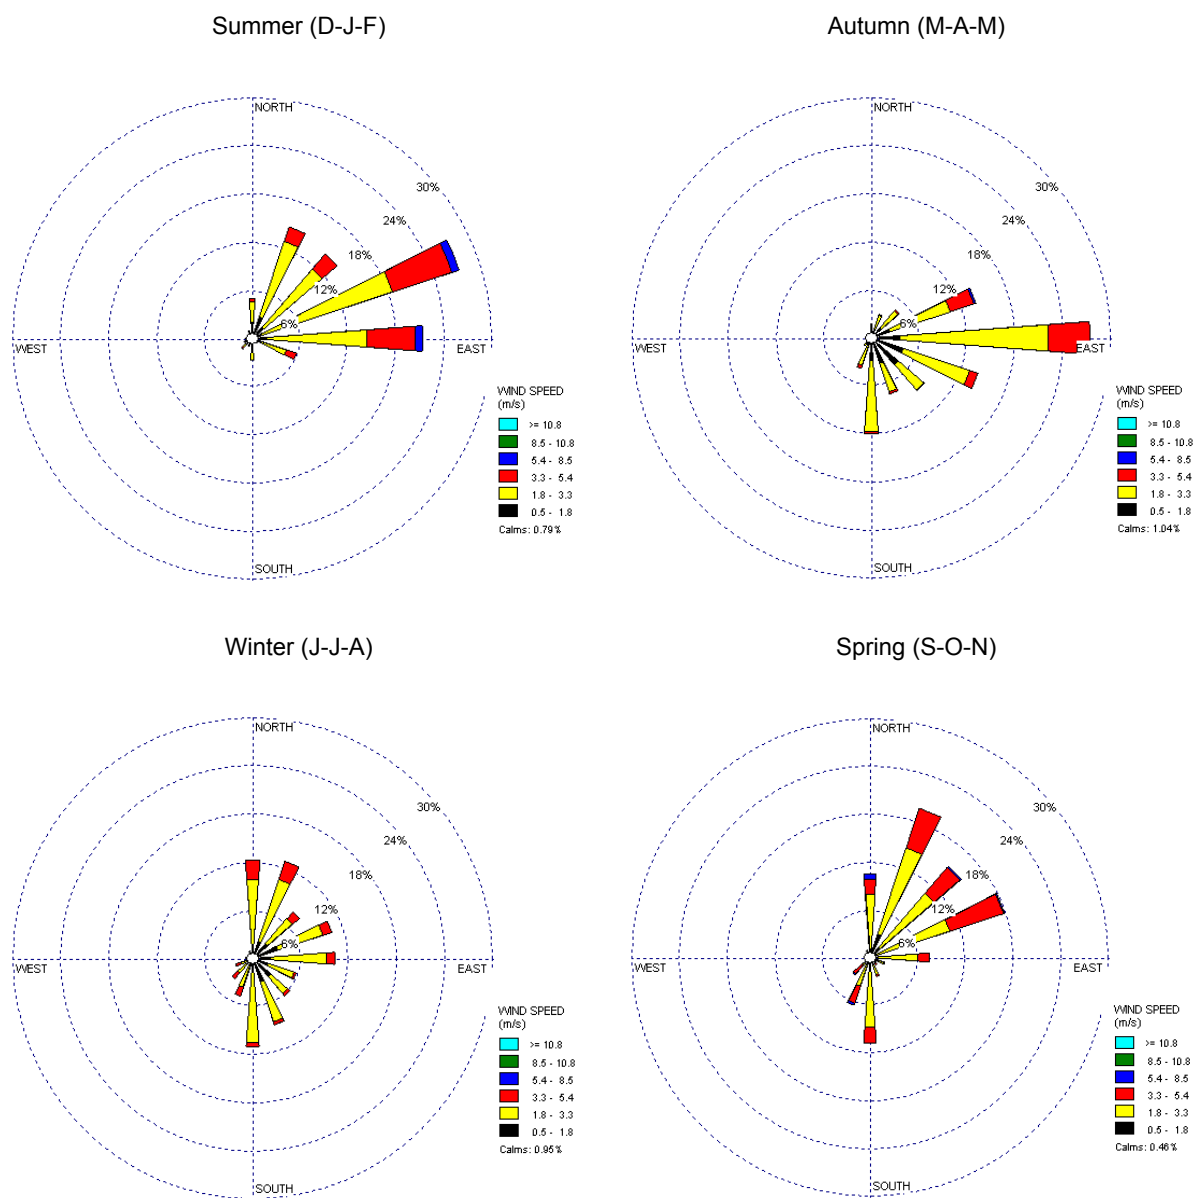 Summer (D-J-F)
NORTH
30%
24%
18%
12%
6%
WEST
EAST
SOUTH
WIND SPEED
(m/s)
>= 10.8
8.5 - 10.8
5.4 - 8.5
3.3 - 5.4
1.8 - 3.3
0.5 - 1.8
Calms: 0.79%
Autumn (M-A-M)
NORTH
30%
24%
18%
12%
6%
WEST
EAST
SOUTH
WIND SPEED
(m/s)
>= 10.8
8.5 - 10.8
5.4 - 8.5
3.3 - 5.4
1.8 - 3.3
0.5 - 1.8
Calms: 1.04%
Winter (J-J-A)
NORTH
30%
24%
18%
12%
6%
WEST
EAST
SOUTH
WIND SPEED
(m/s)
>= 10.8
8.5 - 10.8
5.4 - 8.5
3.3 - 5.4
1.8 - 3.3
0.5 - 1.8
Calms: 0.95%
Spring (S-O-N)
NORTH
30%
24%
18%
12%
6%
WEST
EAST
SOUTH
WIND SPEED
(m/s)
>= 10.8
8.5 - 10.8
5.4 - 8.5
3.3 - 5.4
1.8 - 3.3
0.5 - 1.8
Calms: 0.46%